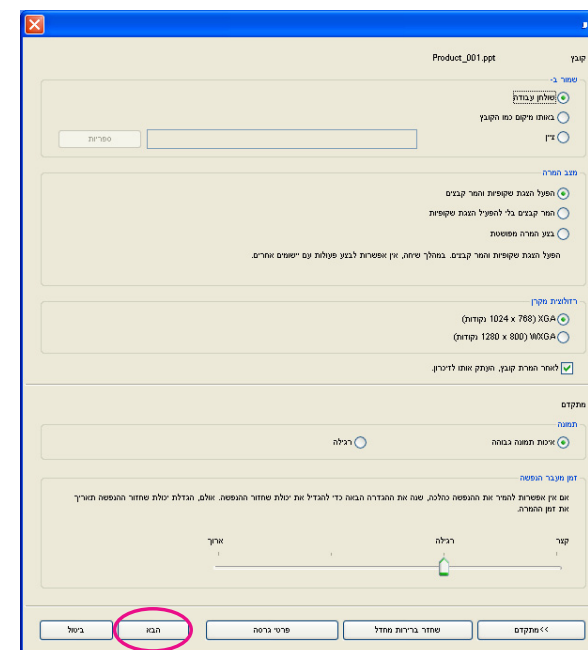 קובץ Product_001.ppt
שמור ב-
שולחן עבודה
באותו מיקום כמו הקובץ
ציין
ספריות
מצב המרה
הפעל הצגת שקופיות והמר קבצים
המר קבצים בלי להפעיל הצגת שקופיות
בצע המרה מפושטת
הפעל הצגת שקופיות והמר קבצים. במהלך שיחה, אין אפשרות לבצע פעולות עם יישומים אחרים.
רזולוצית מקרן
XGA (1024 x 768 נקודות)
WXGA (1280 x 800 נקודות)
לאחר המרת קובץ, העתק אותו לזיכרון.
מתקדם
תמונה
איכות תמונה גבוהה רגילה
זמן מעבר הנפשה
אם אין אפשרות להמיר את ההנפשה כהלכה, שנה את ההגדרה הבאה כדי להגדיל את יכולת שחזור ההנפשה. אולם, הגדלת יכולת שחזור ההנפשה תאריך
את זמן ההמרה.
קצר רגילה ארוך
מתקדם>> שחזר ברירות מחדל פרטי גרסה הבא ביטול